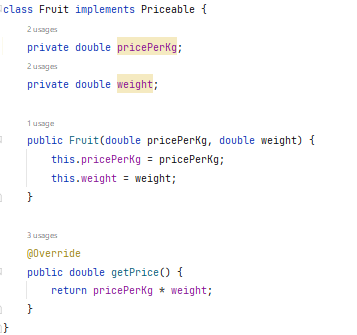 class Fruit implements Priceable {
2 usages
private double pricePerKg;
2 usages
private double weight;
1 usage
public Fruit(double pricePerKg, double weight) {
this.pricePerKg = pricePerKg;
this.weight = weight;
}
3 usages
@Override
public double getPrice() {
return pricePerKg * weight;
}
}